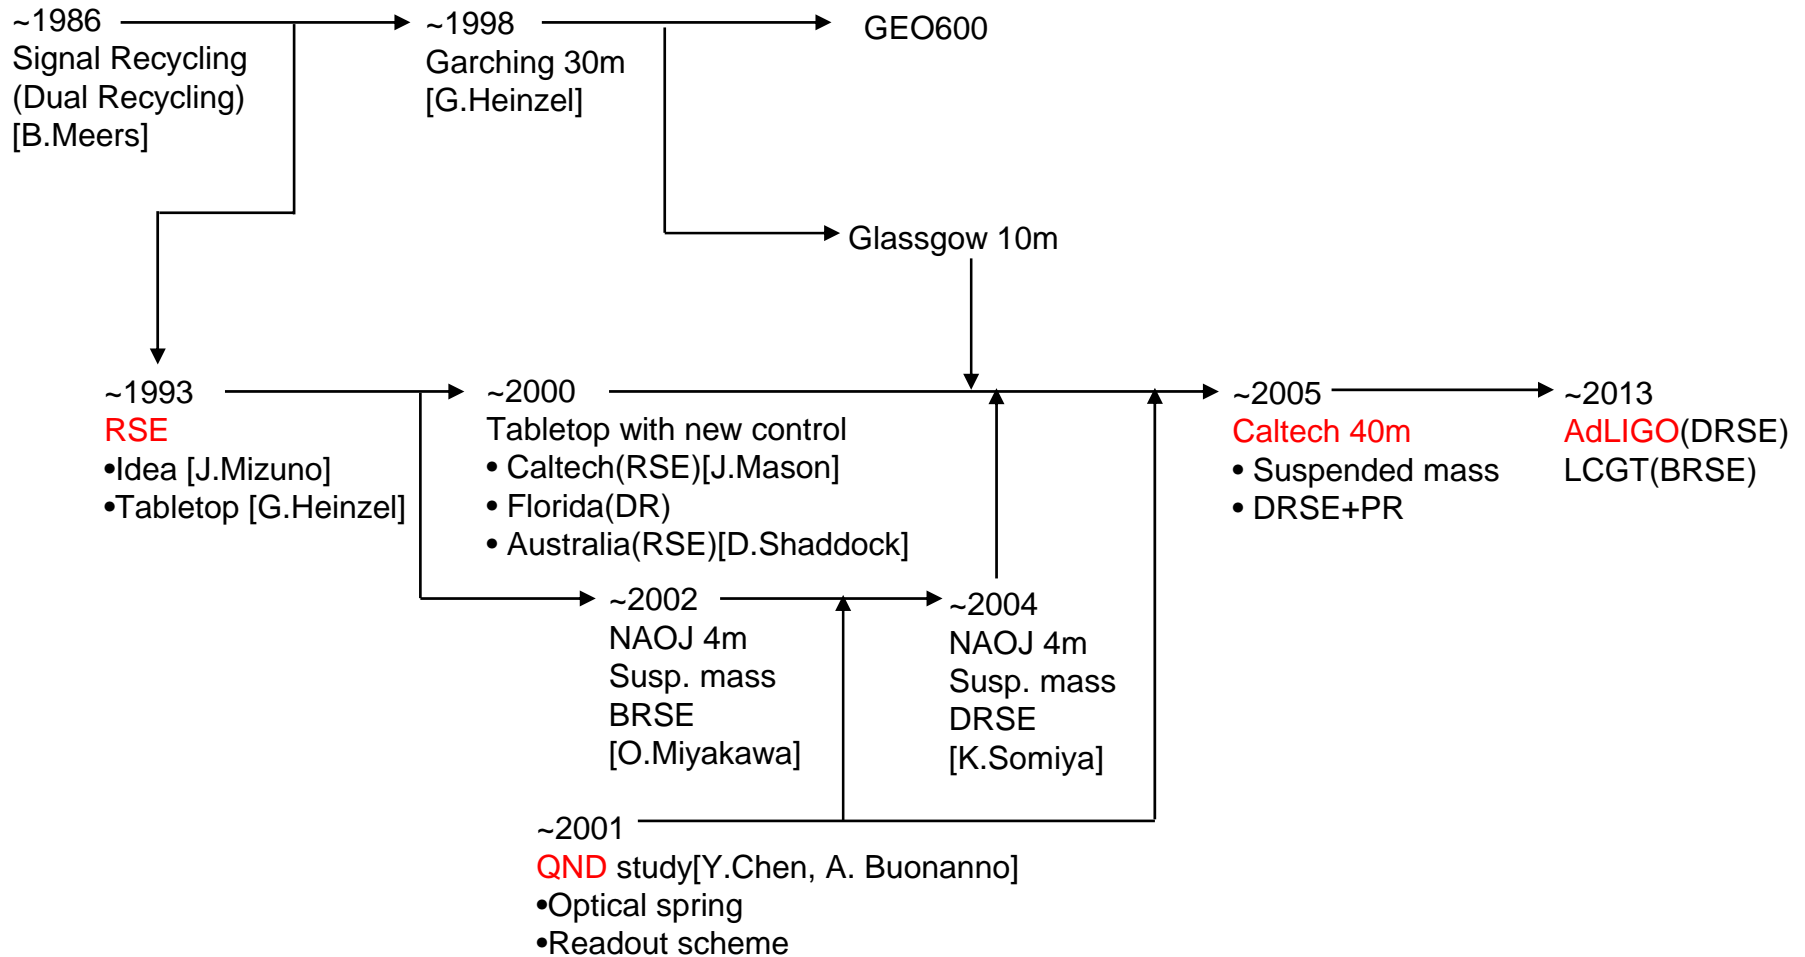 ~1986
Signal Recycling
(Dual Recycling)
[B.Meers]
~1998
Garching 30m
[G.Heinzel]
GEO600
Glassgow 10m
~1993
RSE
•Idea [J.Mizuno]
•Tabletop [G.Heinzel]
~2000
Tabletop with new control
• Caltech(RSE)[J.Mason]
• Florida(DR)
• Australia(RSE)[D.Shaddock]
~2005
Caltech 40m
• Suspended mass
• DRSE+PR
~2013
AdLIGO(DRSE)
LCGT(BRSE)
~2002
NAOJ 4m
Susp. mass
BRSE
[O.Miyakawa]
~2004
NAOJ 4m
Susp. mass
DRSE
[K.Somiya]
~2001
QND study[Y.Chen, A. Buonanno]
•Optical spring
•Readout scheme